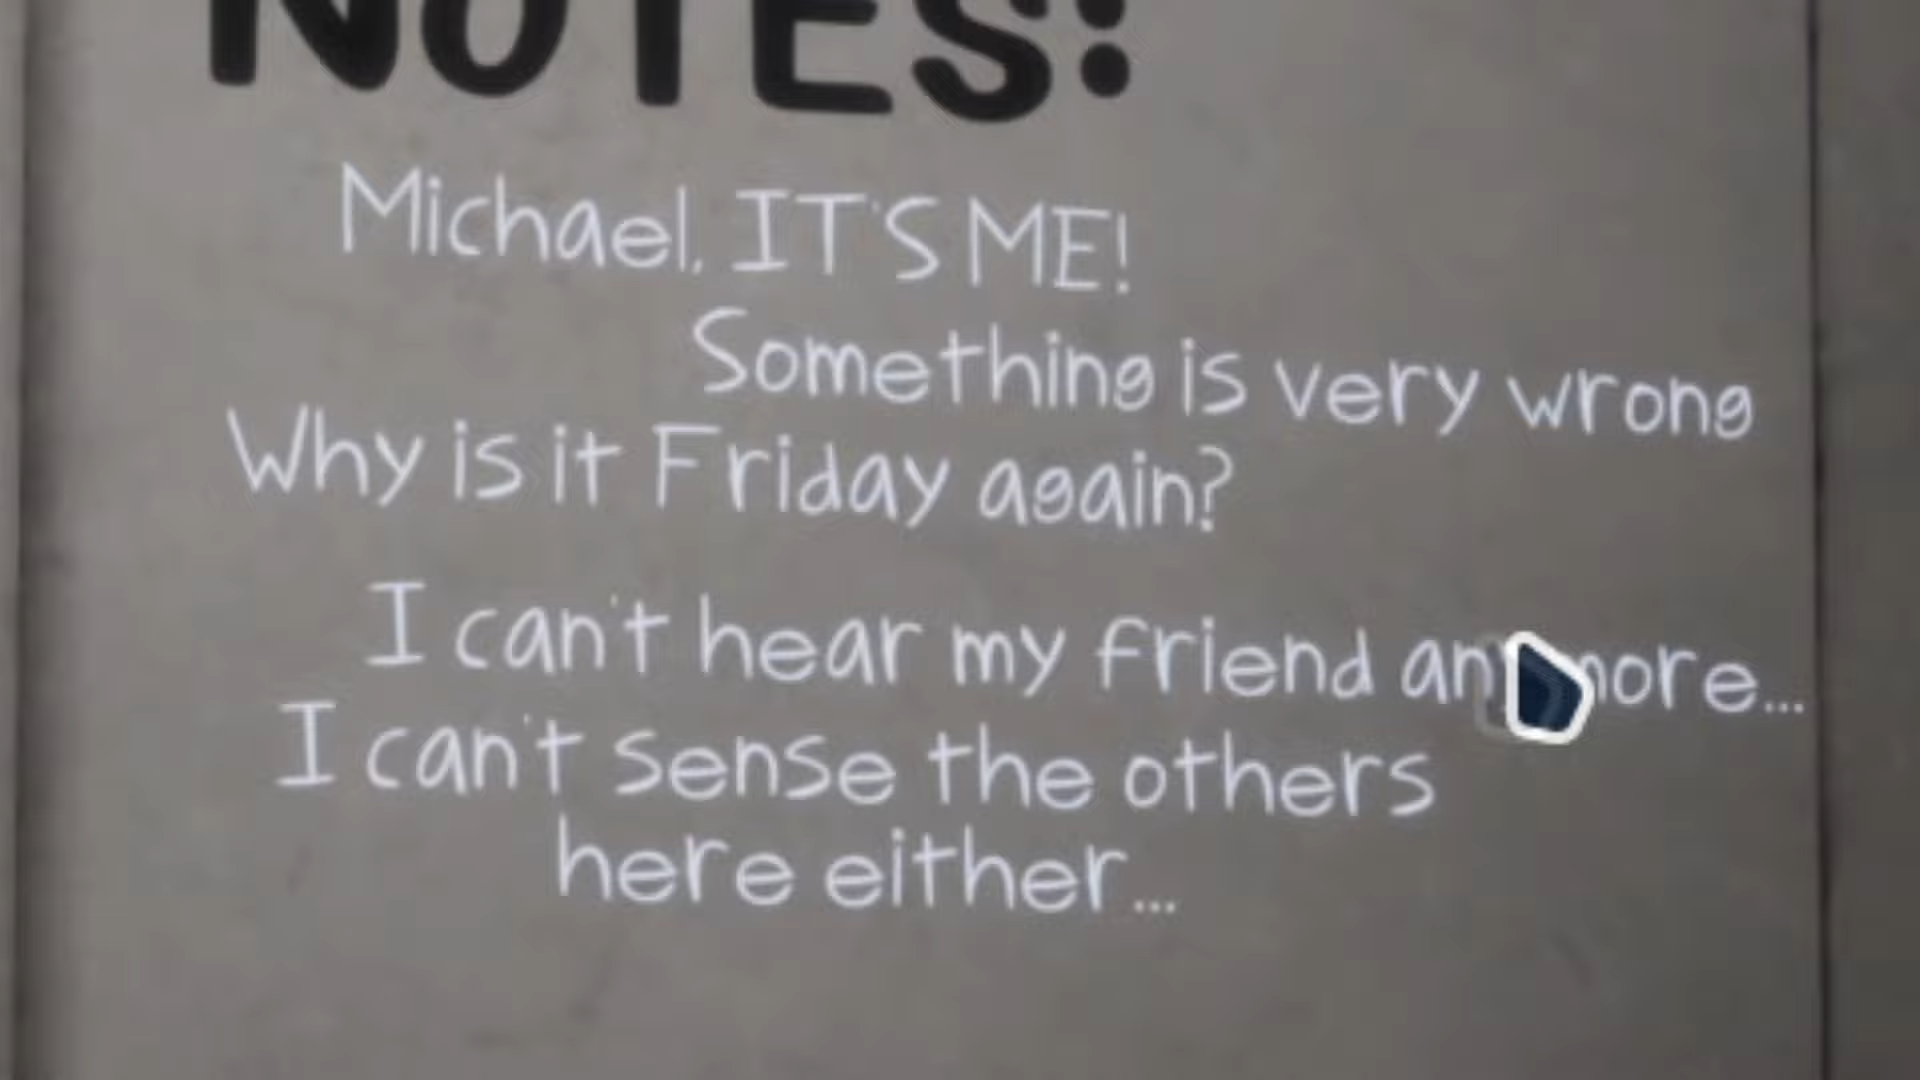 NOTES:
Michael, IT'S ME!
Something is very wrong
Why is it Friday again?
I can't hear my friend anymore...
I can't sense the others
here either...